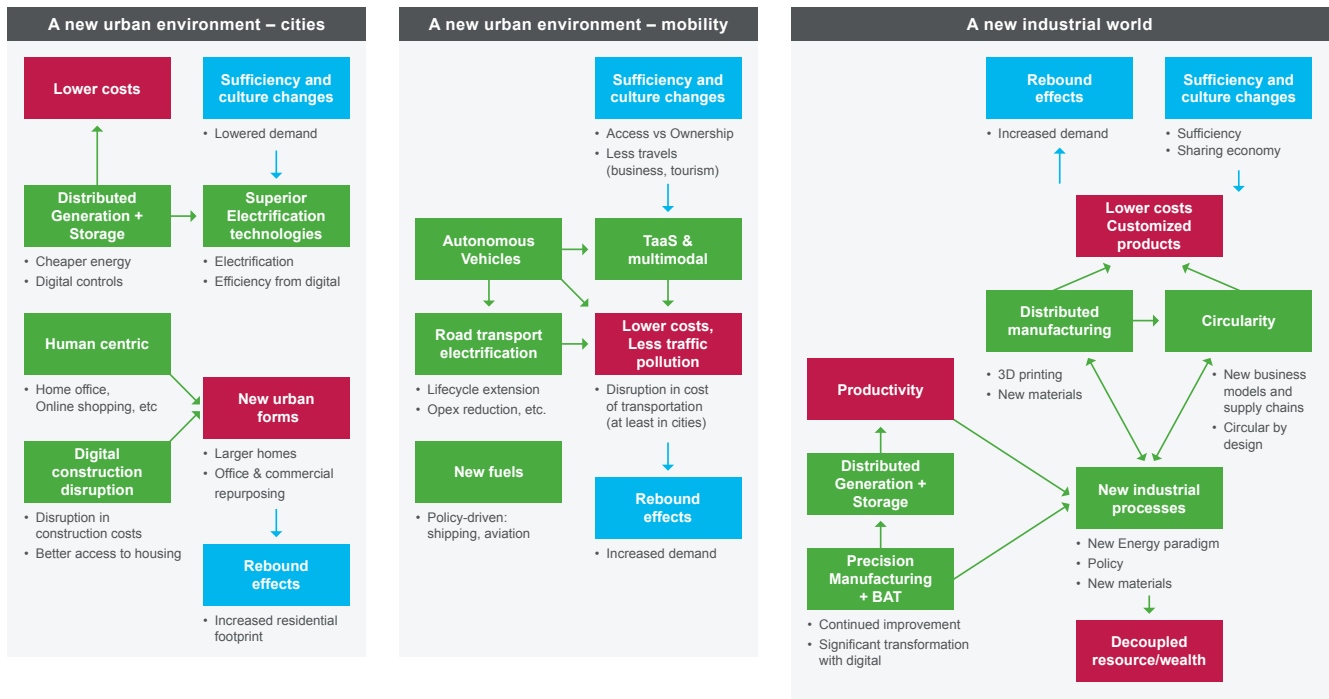 A new urban environment – cities
Lower costs
Sufficiency and
culture changes
• Lowered demand
Distributed
Generation +
Storage
• Cheaper energy
• Digital controls
Superior
Electrification
technologies
• Electrification
• Efficiency from digital
Human centric
• Home office,
Online shopping, etc
New urban
forms
• Larger homes
• Office & commercial
repurposing
Digital
construction
disruption
• Disruption in
construction costs
• Better access to housing
Rebound
effects
• Increased residential
footprint
A new urban environment – mobility
Sufficiency and
culture changes
• Access vs Ownership
• Less travels
(business, tourism)
Autonomous
Vehicles
TaaS &
multimodal
Road transport
electrification
• Lifecycle extension
• Opex reduction, etc.
Lower costs,
Less traffic
pollution
• Disruption in cost
of transportation
(at least in cities)
New fuels
• Policy-driven:
shipping, aviation
Rebound
effects
• Increased demand
A new industrial world
Rebound
effects
• Increased demand
Sufficiency and
culture changes
• Sufficiency
• Sharing economy
Lower costs
Customized
products
Distributed
manufacturing
• 3D printing
• New materials
Circularity
• New business
models and
supply chains
• Circular by
design
Productivity
Distributed
Generation +
Storage
Precision
Manufacturing
+ BAT
• Continued improvement
• Significant transformation
with digital
New industrial
processes
• New Energy paradigm
• Policy
• New materials
Decoupled
resource/wealth